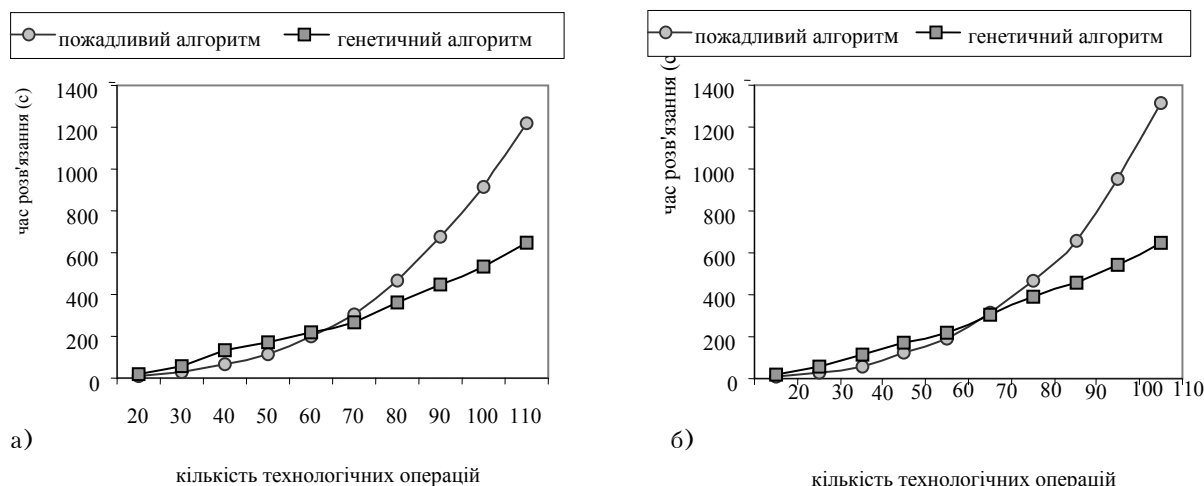 пожадливий алгоритм генетичний алгоритм
час розв'язання (с)
1400
1200
1000
800
600
400
200
0
20 30 40 50 60 70 80 90 100 110
а)
кількість технологічних операцій
пожадливий алгоритм генетичний алгоритм
час розв'язання (с
1400
1200
1000
800
600
400
200
0
20 30 40 50 60 70 80 90 100 110
б)
кількість технологічних операцій